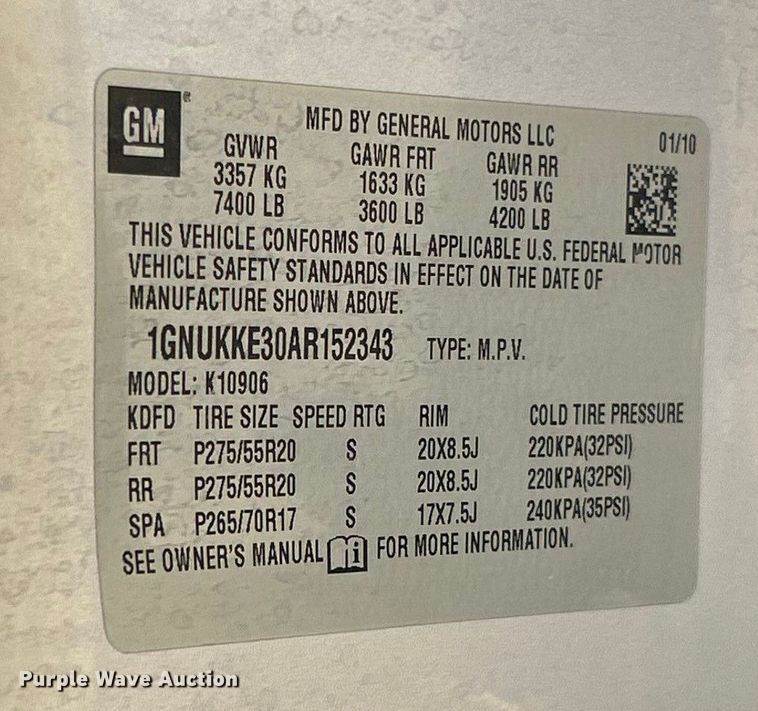 GM
MFD BY GENERAL MOTORS LLC 01/10
GVWR GAWR FRT GAWR RR
3357 KG 1633 KG 1905 KG
7400 LB 3600 LB 4200 LB
THIS VEHICLE CONFORMS TO ALL APPLICABLE U.S. FEDERAL MOTOR
VEHICLE SAFETY STANDARDS IN EFFECT ON THE DATE OF
MANUFACTURE SHOWN ABOVE.
1GNUKKE30AR152343 TYPE: M.P.V.
MODEL: K10906
KDFD TIRE SIZE SPEED RTG RIM COLD TIRE PRESSURE
FRT P275/55R20 S 20X8.5J 220KPA(32PSI)
RR P275/55R20 S 20X8.5J 220KPA(32PSI)
SPA P265/70R17 S 17X7.5J 240KPA(35PSI)
SEE OWNER'S MANUAL i FOR MORE INFORMATION.
Purple Wave Auction